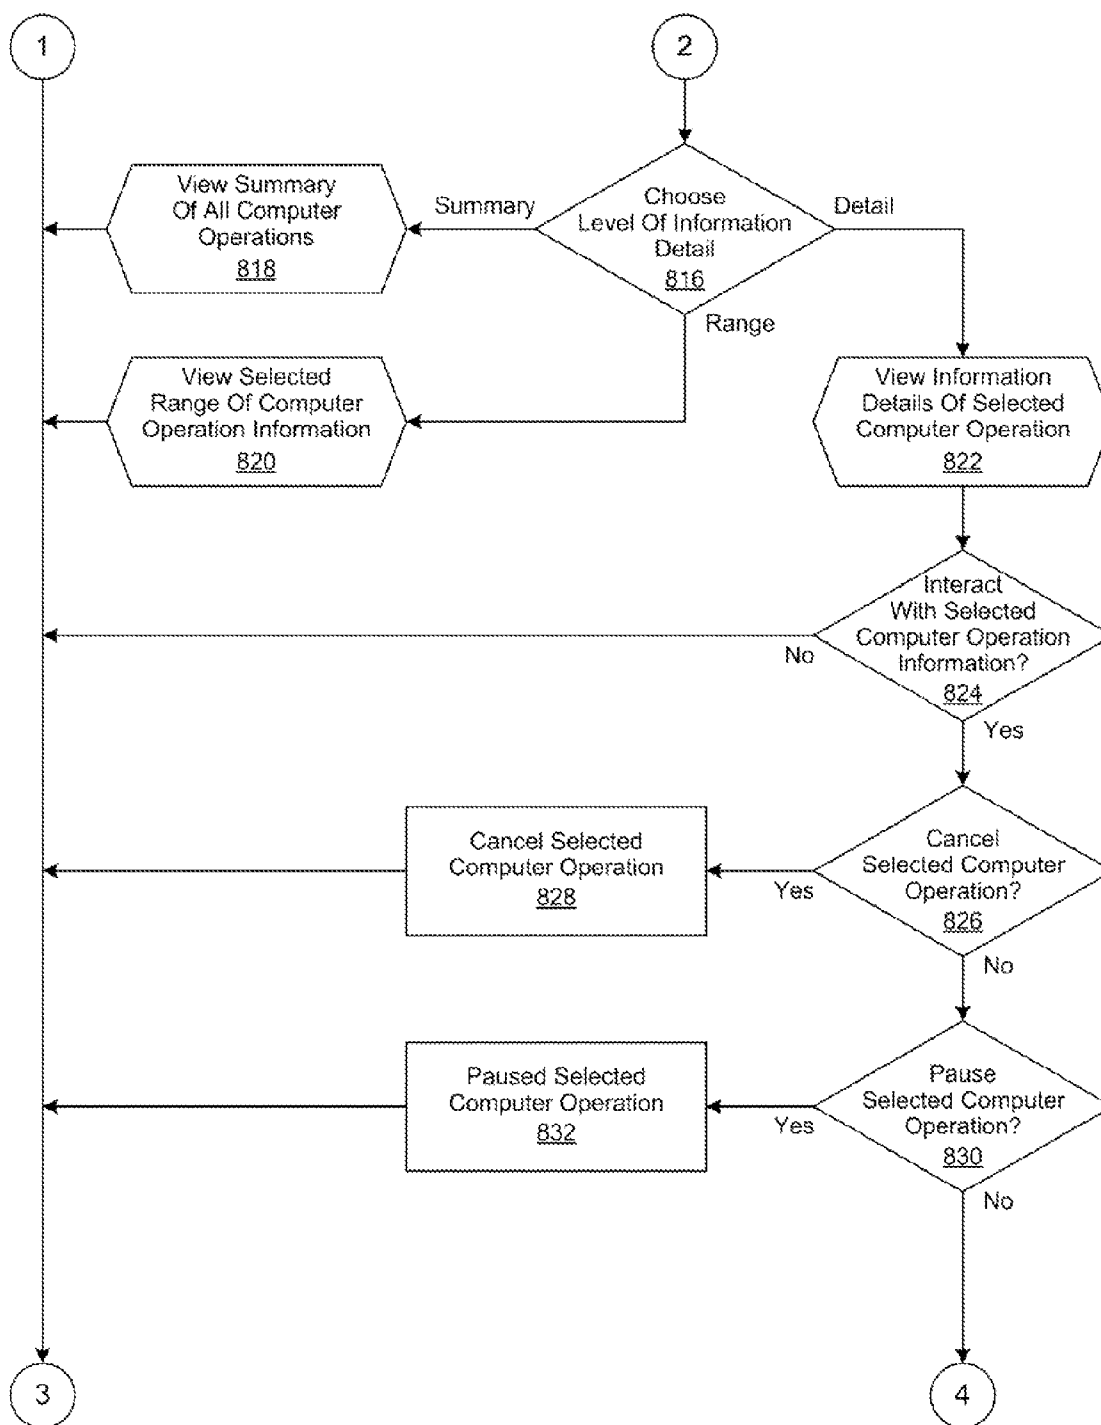 1
2
View Summary
Of All Computer
Operations
818
Summary
Choose
Level Of Information
Detail
816
Detail
Range
View Selected
Range Of Computer
Operation Information
820
View Information
Details Of Selected
Computer Operation
822
Interact
With Selected
Computer Operation
Information?
824
No
Yes
Cancel Selected
Computer Operation
828
Yes
Cancel
Selected Computer
Operation?
826
No
Paused Selected
Computer Operation
832
Yes
Pause
Selected Computer
Operation?
830
No
3
4